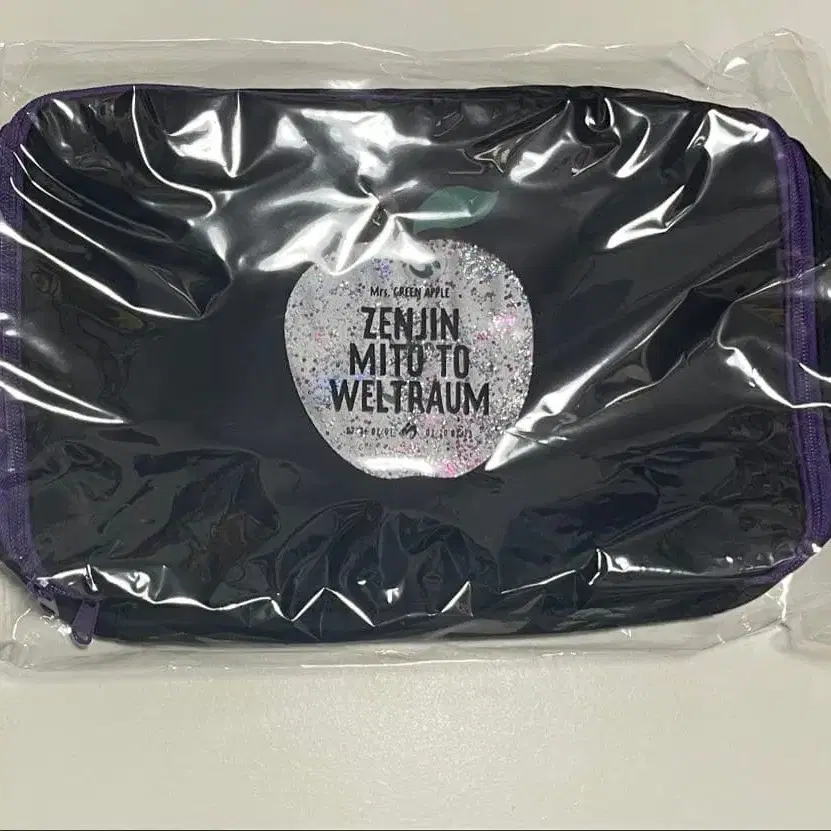 Mrs. GREEN APPLE
ZENJIN
MITO TO
WELTRAUM